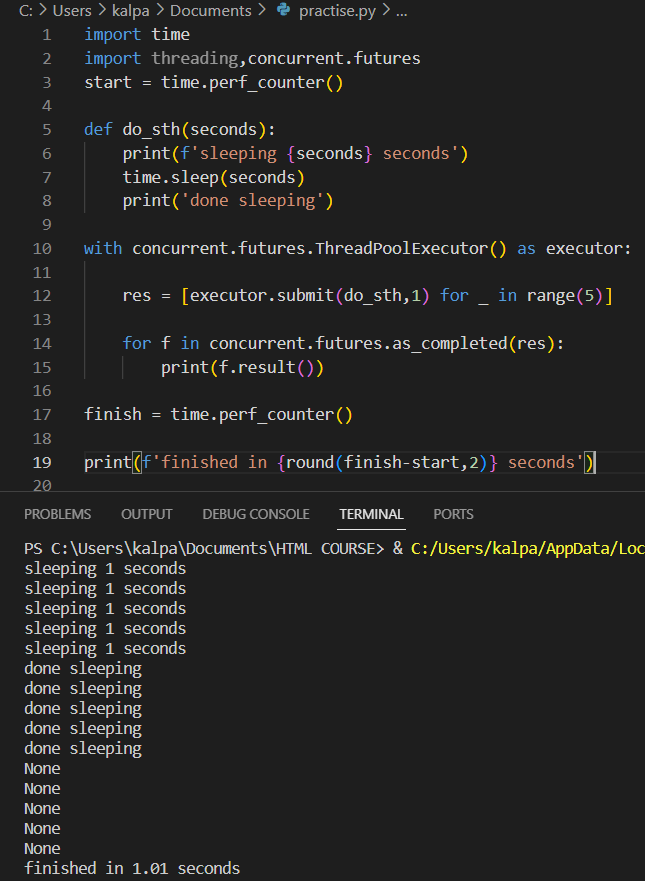 C: > Users > kalpa > Documents > practise.py > ...
1 import time
2 import threading,concurrent.futures
3 start = time.perf_counter()
4
5 def do_sth(seconds):
6     print(f'sleeping {seconds} seconds')
7     time.sleep(seconds)
8     print('done sleeping')
9
10 with concurrent.futures.ThreadPoolExecutor() as executor:
11
12     res = [executor.submit(do_sth,1) for _ in range(5)]
13
14     for f in concurrent.futures.as_completed(res):
15         print(f.result())
16
17 finish = time.perf_counter()
18
19 print(f'finished in {round(finish-start,2)} seconds')
20
PROBLEMS OUTPUT DEBUG CONSOLE TERMINAL PORTS
PS C:\Users\kalpa\Documents\HTML COURSE> & C:/Users/kalpa/AppData/Loc
sleeping 1 seconds
sleeping 1 seconds
sleeping 1 seconds
sleeping 1 seconds
sleeping 1 seconds
done sleeping
done sleeping
done sleeping
done sleeping
done sleeping
None
None
None
None
None
finished in 1.01 seconds